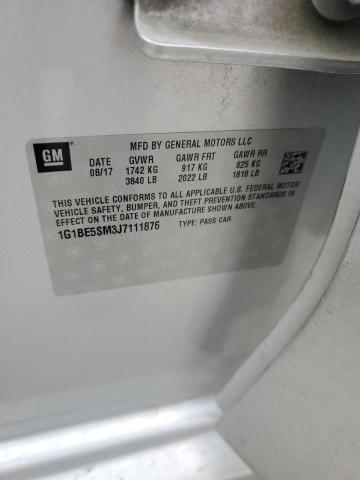 GM
MFD BY GENERAL MOTORS LLC
DATE GVWR GAWR FRT GAWR RR
08/17 1742 KG 917 KG 825 KG
3840 LB 2022 LB 1818 LB
THIS VEHICLE CONFORMS TO ALL APPLICABLE U.S. FEDERAL MOTOR
VEHICLE SAFETY, BUMPER, AND THEFT PREVENTION STANDARDS IN
EFFECT ON THE DATE OF MANUFACTURE SHOWN ABOVE.
1G1BE5SM3J7111876 TYPE: PASS CAR